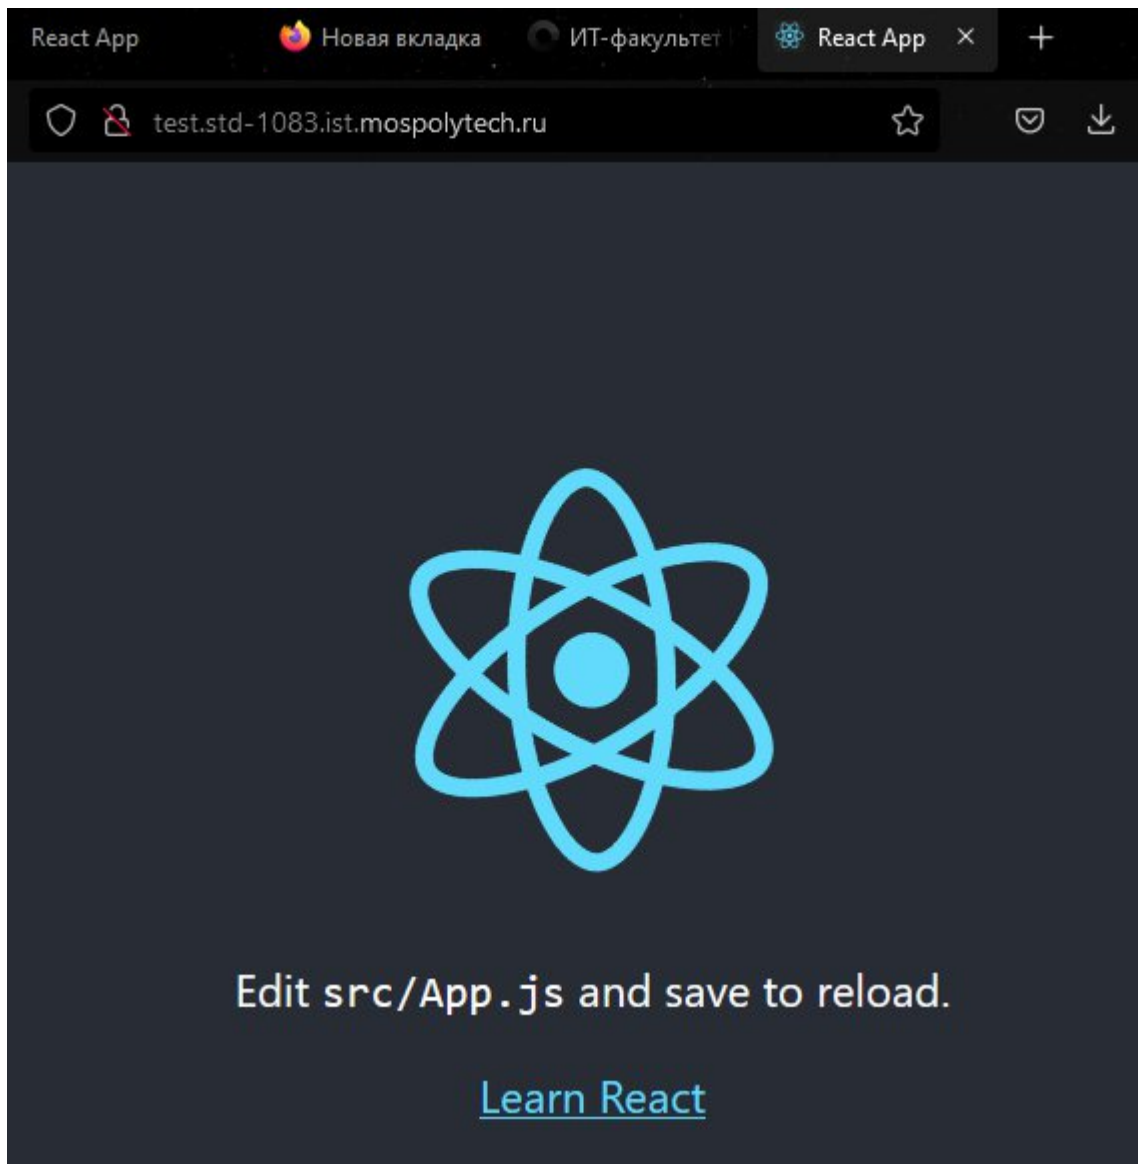 React App Новая вкладка ИТ-факультет React App
test.std-1083.ist.mospolytech.ru
Edit src/App.js and save to reload.
Learn React